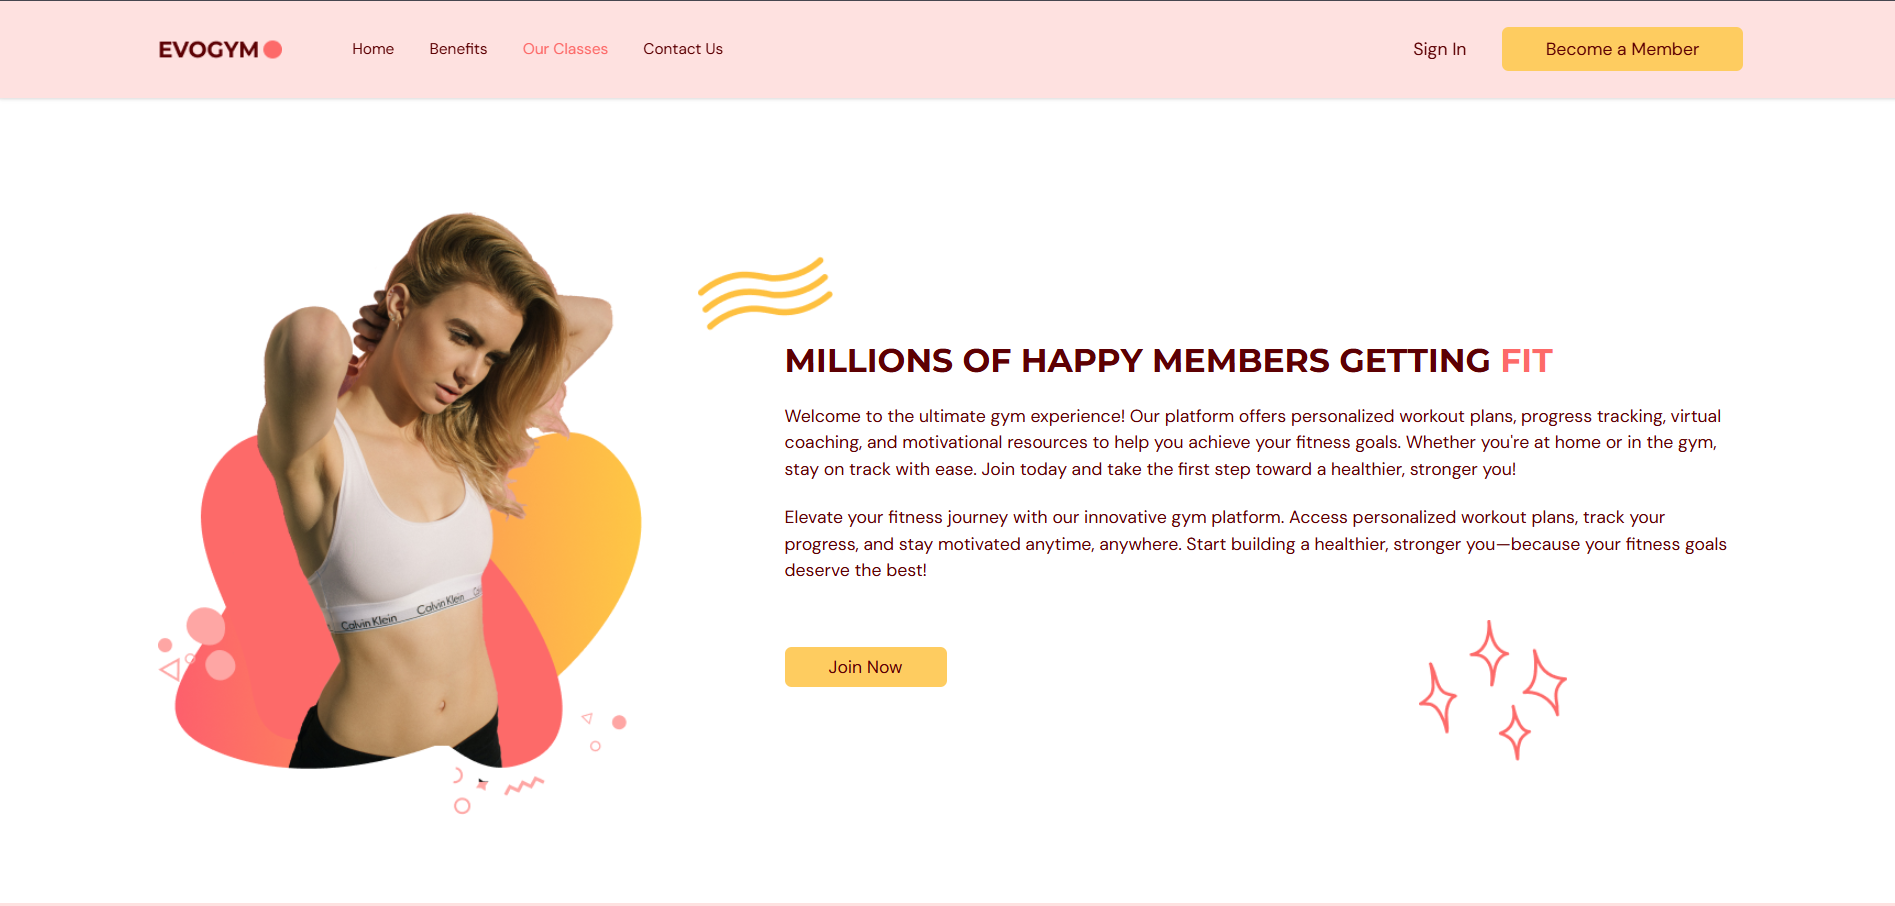 EVOGYM
Home
Benefits
Our Classes
Contact Us
Sign In
Become a Member
MILLIONS OF HAPPY MEMBERS GETTING FIT
Welcome to the ultimate gym experience! Our platform offers personalized workout plans, progress tracking, virtual
coaching, and motivational resources to help you achieve your fitness goals. Whether you're at home or in the gym,
stay on track with ease. Join today and take the first step toward a healthier, stronger you!
Elevate your fitness journey with our innovative gym platform. Access personalized workout plans, track your
progress, and stay motivated anytime, anywhere. Start building a healthier, stronger you—because your fitness goals
deserve the best!
Join Now
Calvin Klein
Calvin Klein